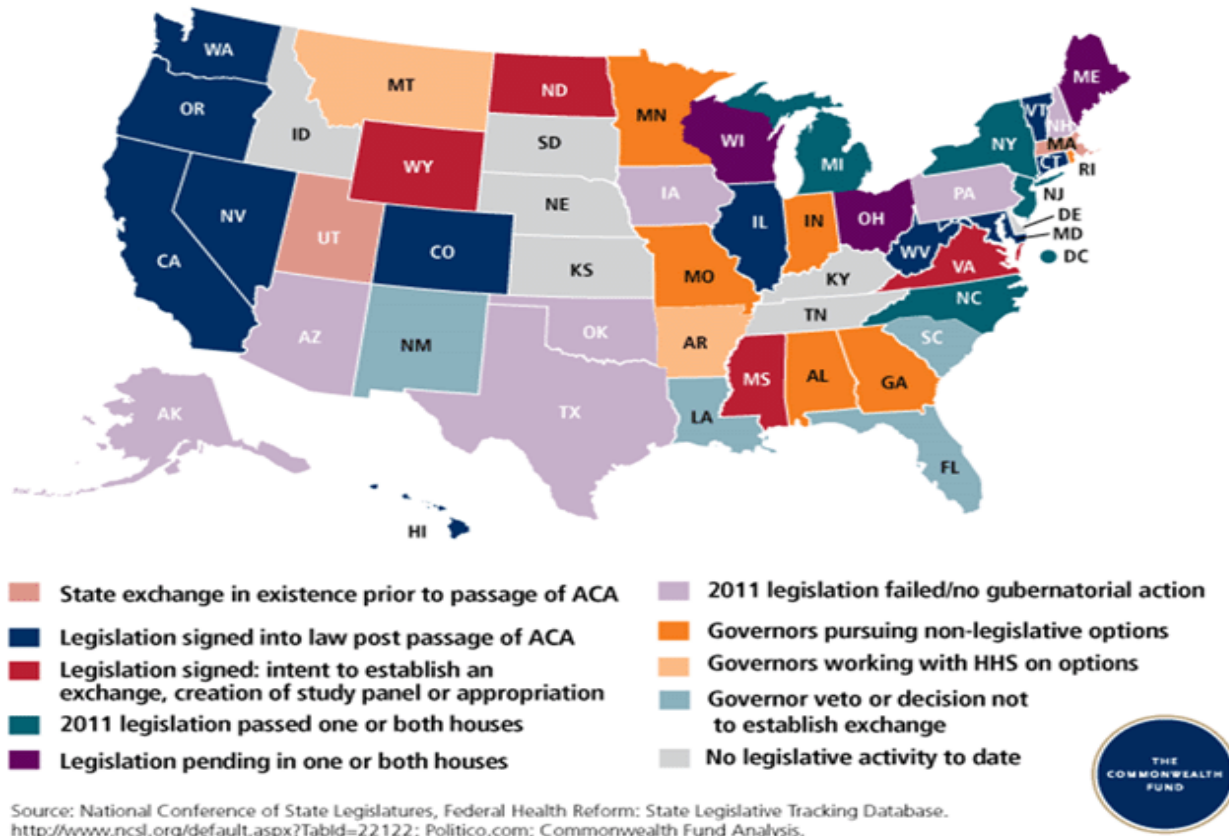 WA
OR
CA
NV
ID
MT
WY
UT
CO
AZ
NM
ND
SD
NE
KS
OK
TX
MN
IA
MO
AR
LA
WI
IL
MI
IN
OH
KY
TN
MS
AL
GA
FL
SC
NC
VA
WV
PA
NY
VT
NH
ME
MA
CT
RI
NJ
DE
MD
DC
AK
HI
State exchange in existence prior to passage of ACA
Legislation signed into law post passage of ACA
Legislation signed: intent to establish an
exchange, creation of study panel or appropriation
2011 legislation passed one or both houses
Legislation pending in one or both houses
2011 legislation failed/no gubernatorial action
Governors pursuing non-legislative options
Governors working with HHS on options
Governor veto or decision not
to establish exchange
No legislative activity to date
THE
COMMONWEALTH
FUND
Source: National Conference of State Legislatures, Federal Health Reform: State Legislative Tracking Database.
http://www.ncsl.org/default.aspx?TabId=22122; Politico.com; Commonwealth Fund Analysis.